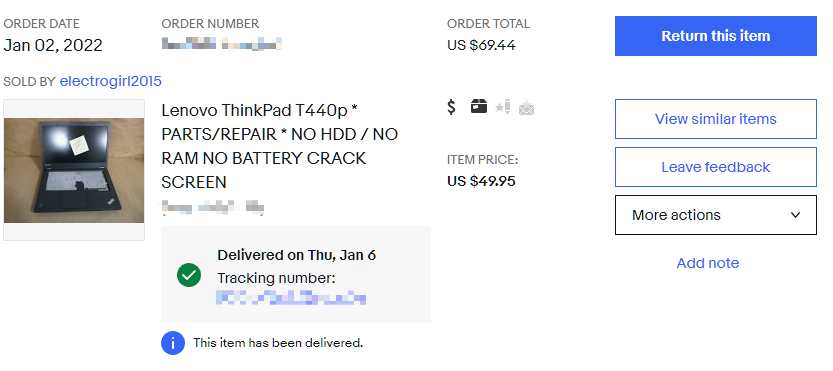 ORDER DATE
Jan 02, 2022
ORDER NUMBER
ORDER TOTAL
US $69.44
Return this item
SOLD BY electrogirl2015
Lenovo ThinkPad T440p *
PARTS/REPAIR * NO HDD / NO
RAM NO BATTERY CRACK
SCREEN
Delivered on Thu, Jan 6
Tracking number:
This item has been delivered.
$
ITEM PRICE:
US $49.95
View similar items
Leave feedback
More actions
Add note